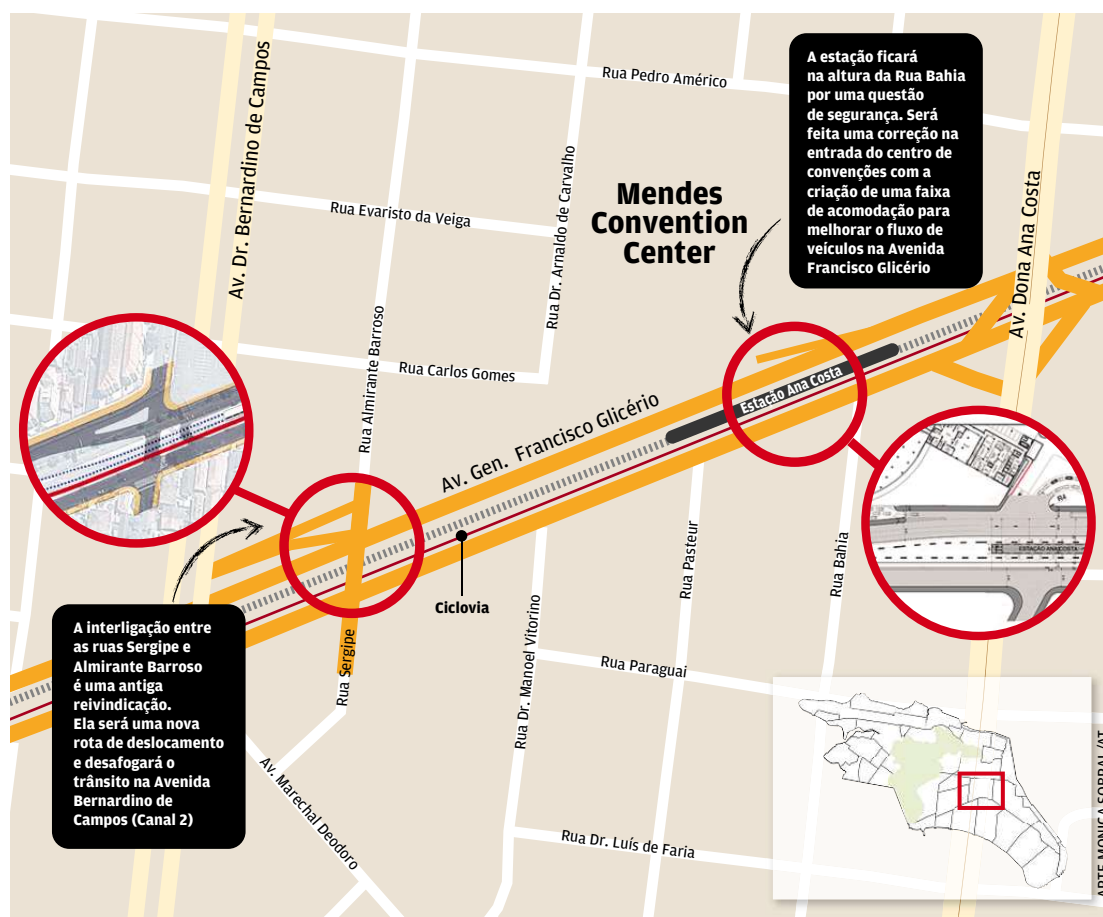 Av. Dr. Bernardino de Campos
Rua Pedro Américo
A estação ficará
na altura da Rua Bahia
por uma questão
de segurança. Será
feita uma correção na
entrada do centro de
convenções com a
criação de uma faixa
de acomodação para
melhorar o fluxo de
veículos na Avenida
Francisco Glicério
Rua Dr. Arnaldo de Carvalho
Mendes
Convention
Center
Rua Evaristo da Veiga
Av. Dona Ana Costa
Rua Almirante Barroso
Rua Carlos Gomes
Estação Ana Costa
Av. Gen. Francisco Glicério
R4
ESTAÇÃO ANA COSTA
Rua Pasteur
Rua Bahia
Ciclovia
A interligação entre
as ruas Sergipe e
Almirante Barroso
é uma antiga
reivindicação.
Ela será uma nova
rota de deslocamento
e desafogará o
trânsito na Avenida
Bernardino de
Campos (Canal 2)
Rua Sergipe
Rua Dr. Manoel Vitorino
Rua Paraguai
Av. Marechal Deodoro
Rua Dr. Luís de Faria
ARTE MONICA SOBRAL/AT